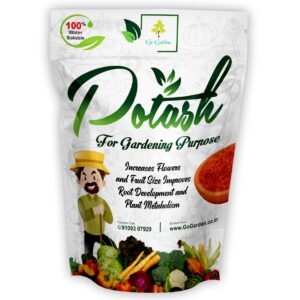 100%
Water
Soluble
Go Garden
Potash
For Gardening Purpose
Increases Flowers
and Fruit Size Improves
Root Development and
Plant Metabolism
91093 07929
www.GoGarden.co.in